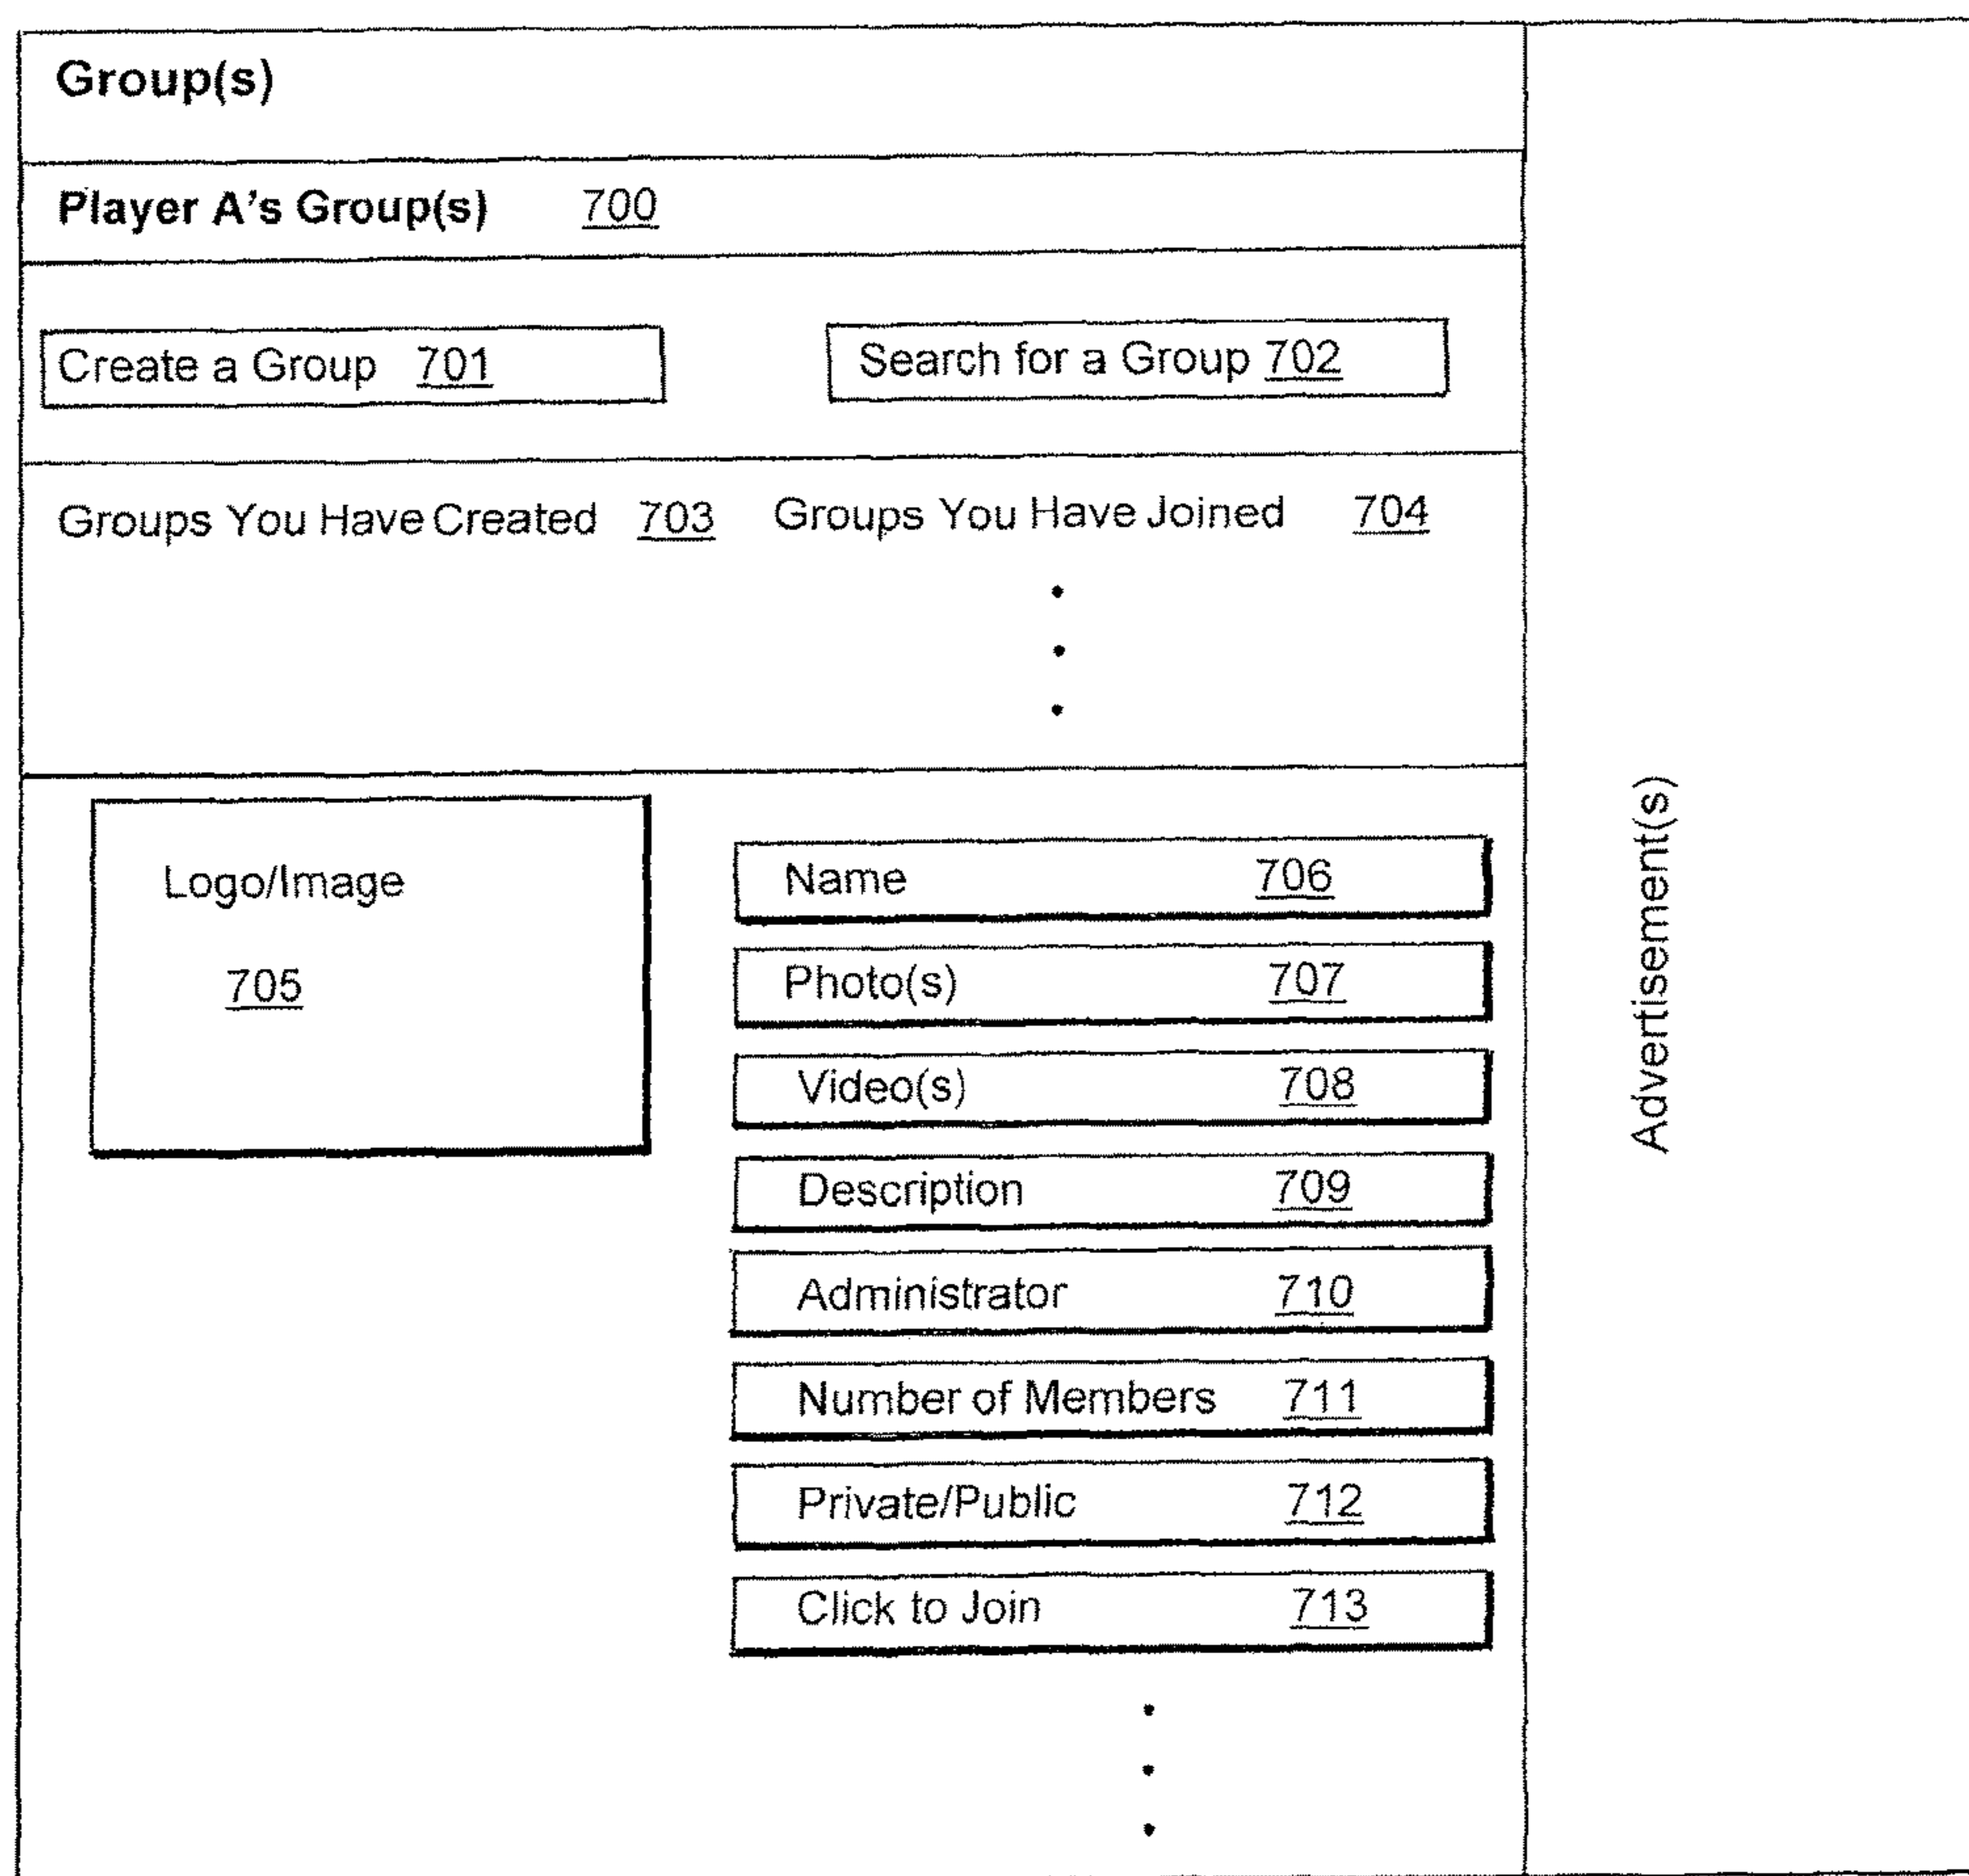 Group(s)
Player A's Group(s) 700
Create a Group 701
Search for a Group 702
Groups You Have Created 703
Groups You Have Joined 704
Logo/Image
705
Name 706
Photo(s) 707
Video(s) 708
Description 709
Administrator 710
Number of Members 711
Private/Public 712
Click to Join 713
Advertisement(s)